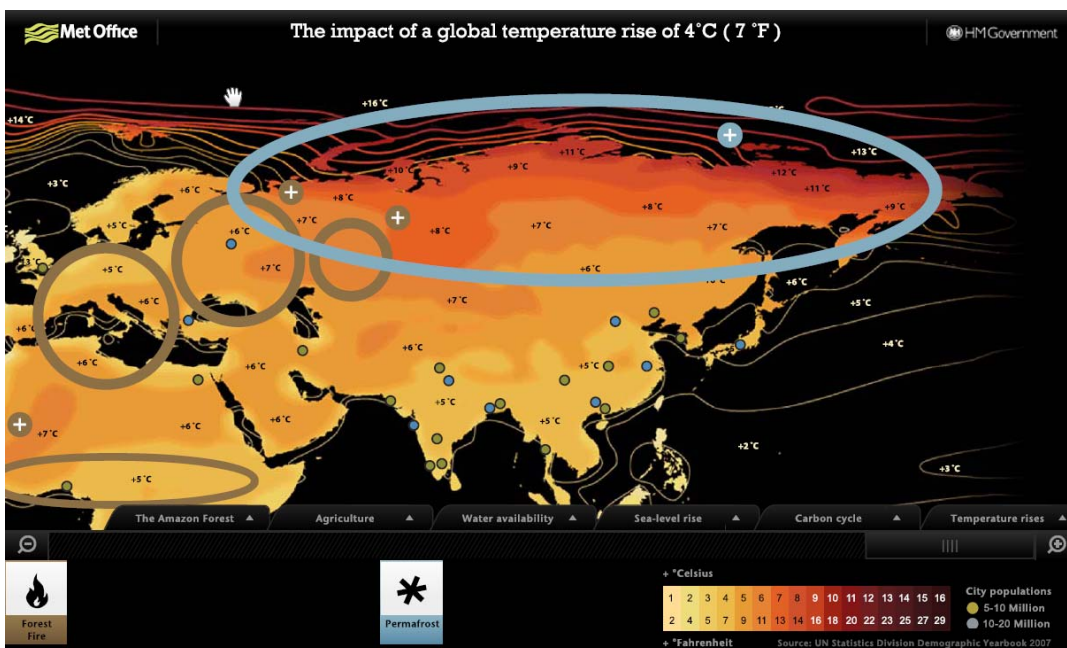 Met Office
The impact of a global temperature rise of 4°C ( 7 °F )
HM Government
+16 °C
+14°C
+13 °C
+11°C
+10 °C
+9°C
+12 °C
+11°C
+3°C
+6 °C
+8 °C
+8 °C
+9 °C
+5°C
+6°C
+7°C
+8°C
+7°C
+7°C
+5°C
+7°C
+6°C
+6 °C
+6°C
+7°C
+5°C
+6°C
+6 °C
+6°C
+6°C
+5°C
+4°C
+5°C
+7°C
+6°C
+6°C
+5°C
+2°C
+5°C
+3°C
The Amazon Forest
Agriculture
Water availability
Sea-level rise
Carbon cycle
Temperature rises
Forest
Fire
Permafrost
+ °Celsius
1 2 3 4 5 6 7 8 9 10 11 12 13 14 15 16
2 4 5 7 9 11 13 14 16 18 20 22 23 25 27 29
+ °Fahrenheit
City populations
5-10 Million
10-20 Million
Source: UN Statistics Division Demographic Yearbook 2007